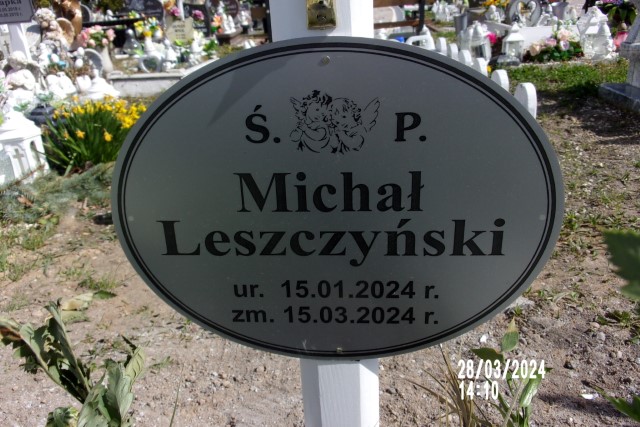 Ś. P.
Michał
Leszczyński
ur. 15.01.2024 r.
zm. 15.03.2024 r.
28/03/2024
14:10